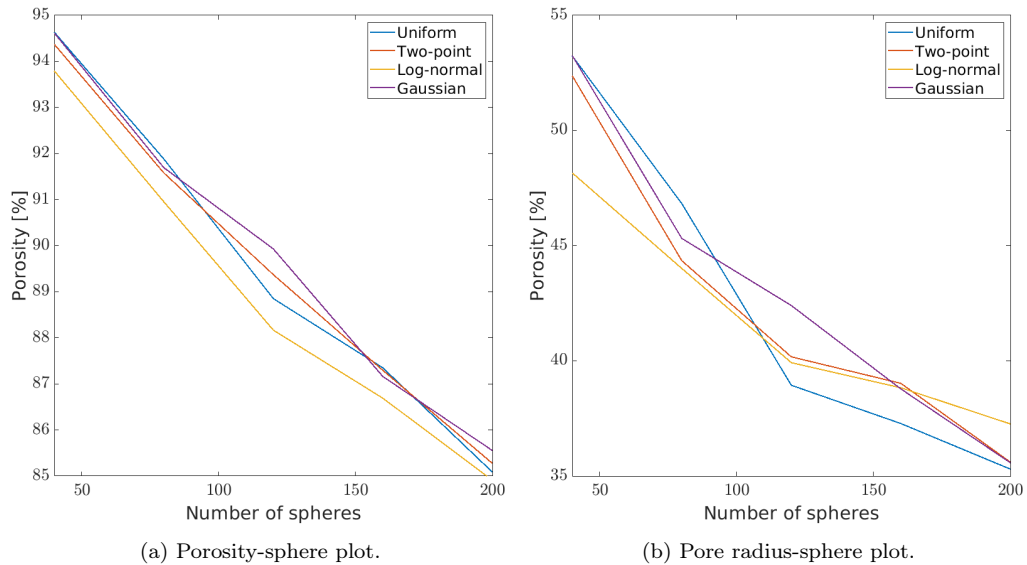 95
94
93
92
91
90
89
88
87
86
85
Porosity [%]
50
100
150
200
Number of spheres
Uniform
Two-point
Log-normal
Gaussian
(a) Porosity-sphere plot.
55
50
45
40
35
Porosity [%]
50
100
150
200
Number of spheres
Uniform
Two-point
Log-normal
Gaussian
(b) Pore radius-sphere plot.